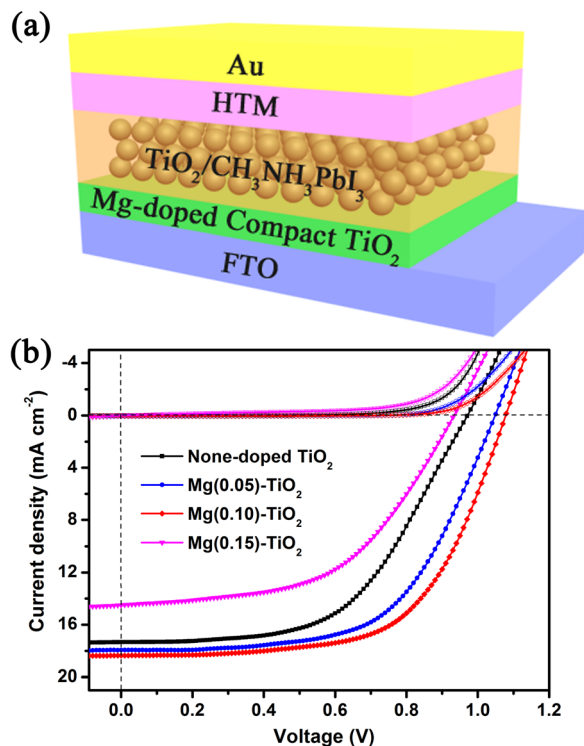 (a)
Au
HTM
TiO₂/CH₃NH₃PbI₃
Mg-doped Compact TiO₂
FTO
(b)
-4
0
4
8
12
16
20
Current density (mA cm⁻²)
None-doped TiO₂
Mg(0.05)-TiO₂
Mg(0.10)-TiO₂
Mg(0.15)-TiO₂
0.0 0.2 0.4 0.6 0.8 1.0 1.2
Voltage (V)